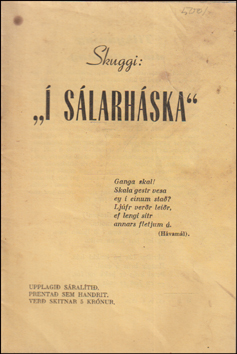 Skuggi:
„Í SÁLARHÁSKA“
Ganga skal!
Skala gestr vesa
ey í einum stað?
Ljúfr verðr leiðr,
ef lengi sitr
annars fletjum á.
(Hávamál).
UPPLAGIÐ SÁRALÍTIÐ.
PRENTAÐ SEM HANDRIT.
VERÐ SKITNAR 5 KRÓNUR.